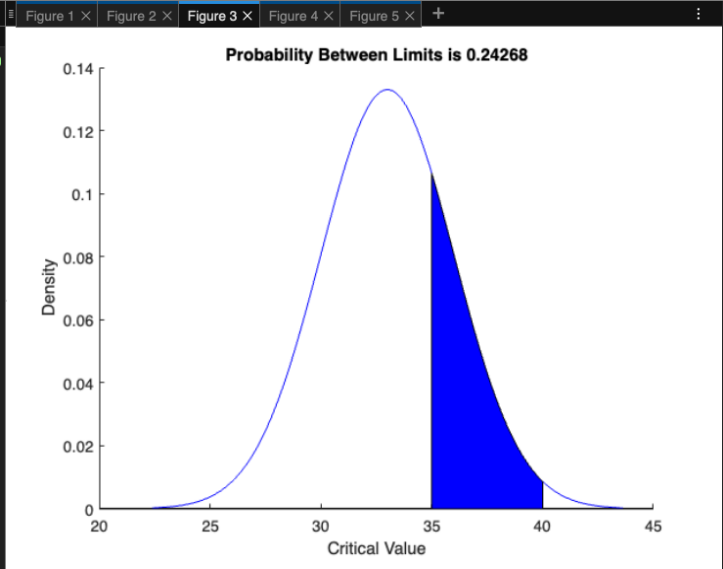 Figure 1 × Figure 2 × Figure 3 × Figure 4 × Figure 5 × +
Probability Between Limits is 0.24268
0.14
0.12
0.1
0.08
0.06
0.04
0.02
0
Density
20 25 30 35 40 45
Critical Value